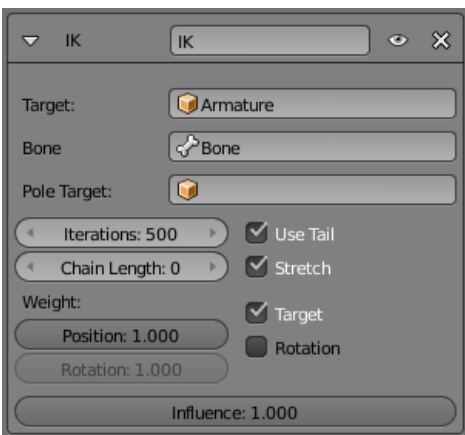 IK IK
Target: Armature
Bone Bone
Pole Target:
Iterations: 500 Use Tail
Chain Length: 0 Stretch
Weight: Target
Position: 1.000
Rotation
Rotation: 1.000
Influence: 1.000